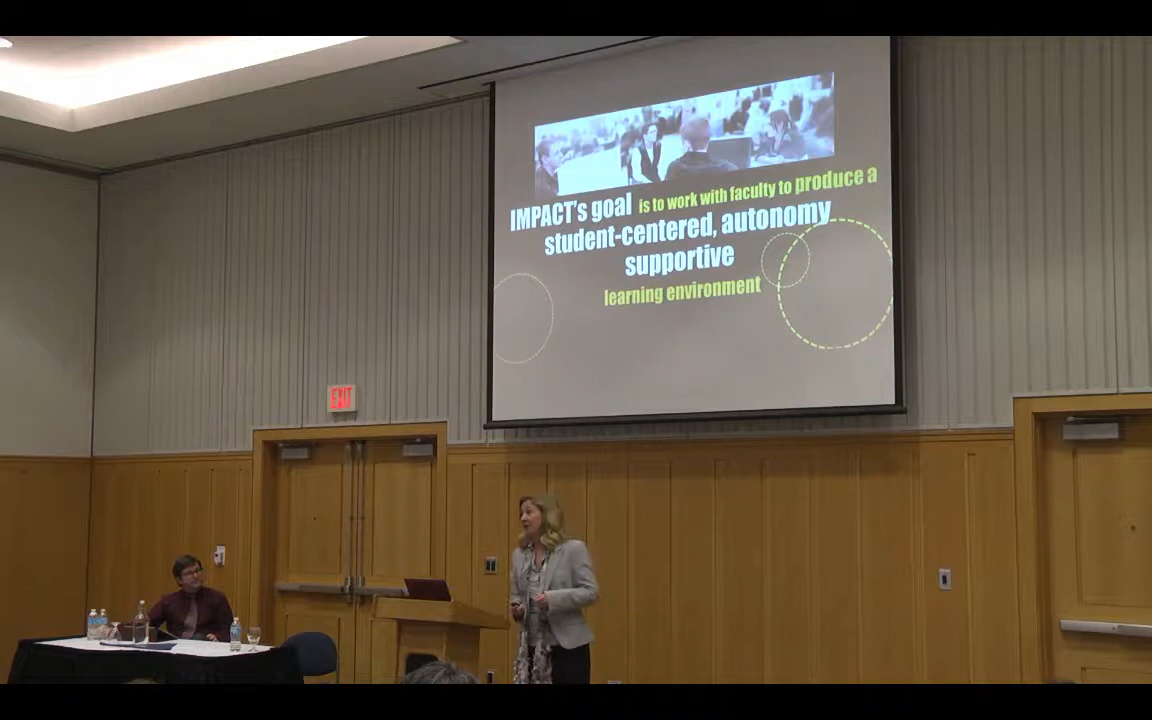 IMPACT's goal is to work with faculty to produce a
student-centered, autonomy
supportive
learning environment
EXIT